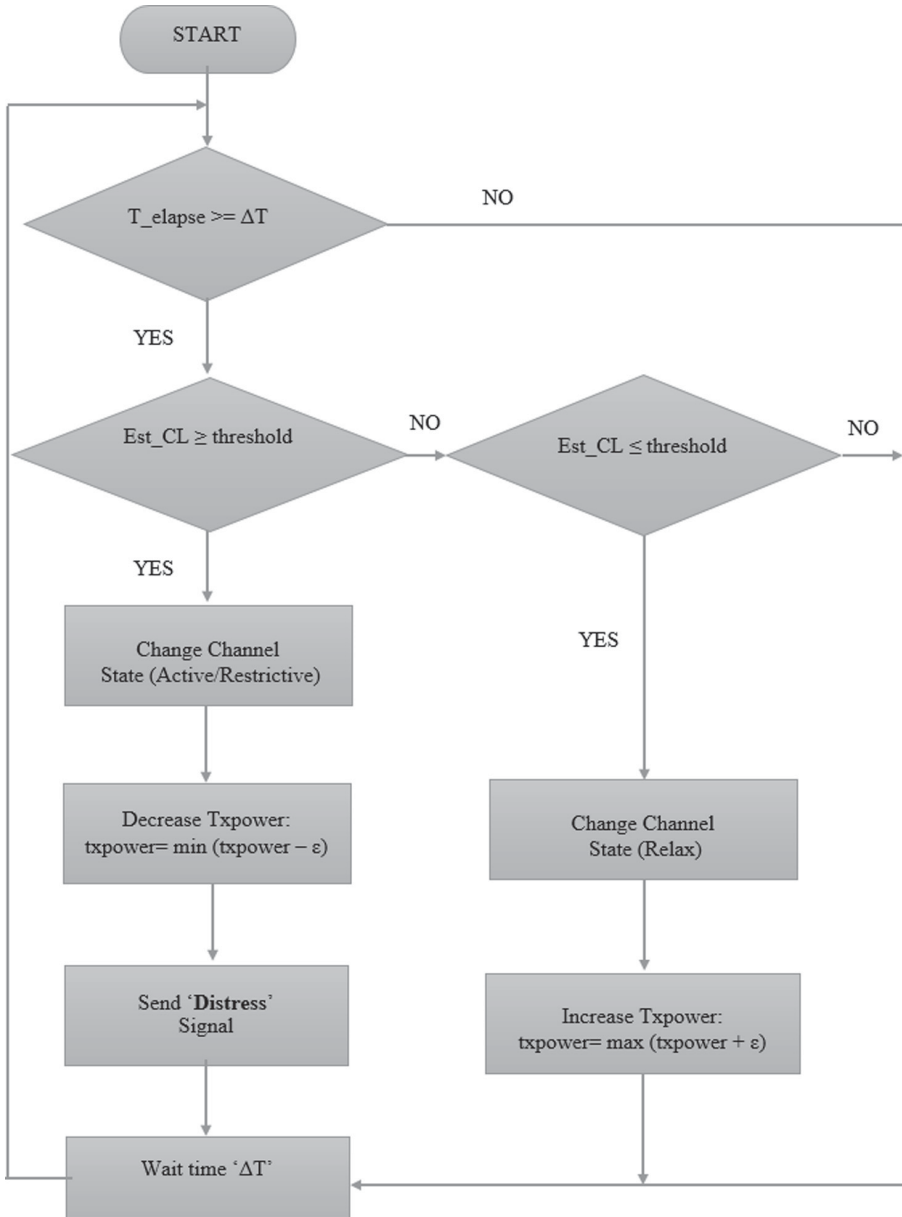 START
T_elapse >= ΔT
NO
YES
Est_CL ≥ threshold
NO
Est_CL ≤ threshold
NO
YES
Change Channel
State (Active/Restrictive)
YES
Decrease Txpower:
txpower= min (txpower – ε)
Change Channel
State (Relax)
Send ‘Distress’
Signal
Increase Txpower:
txpower= max (txpower + ε)
Wait time ‘ΔT’